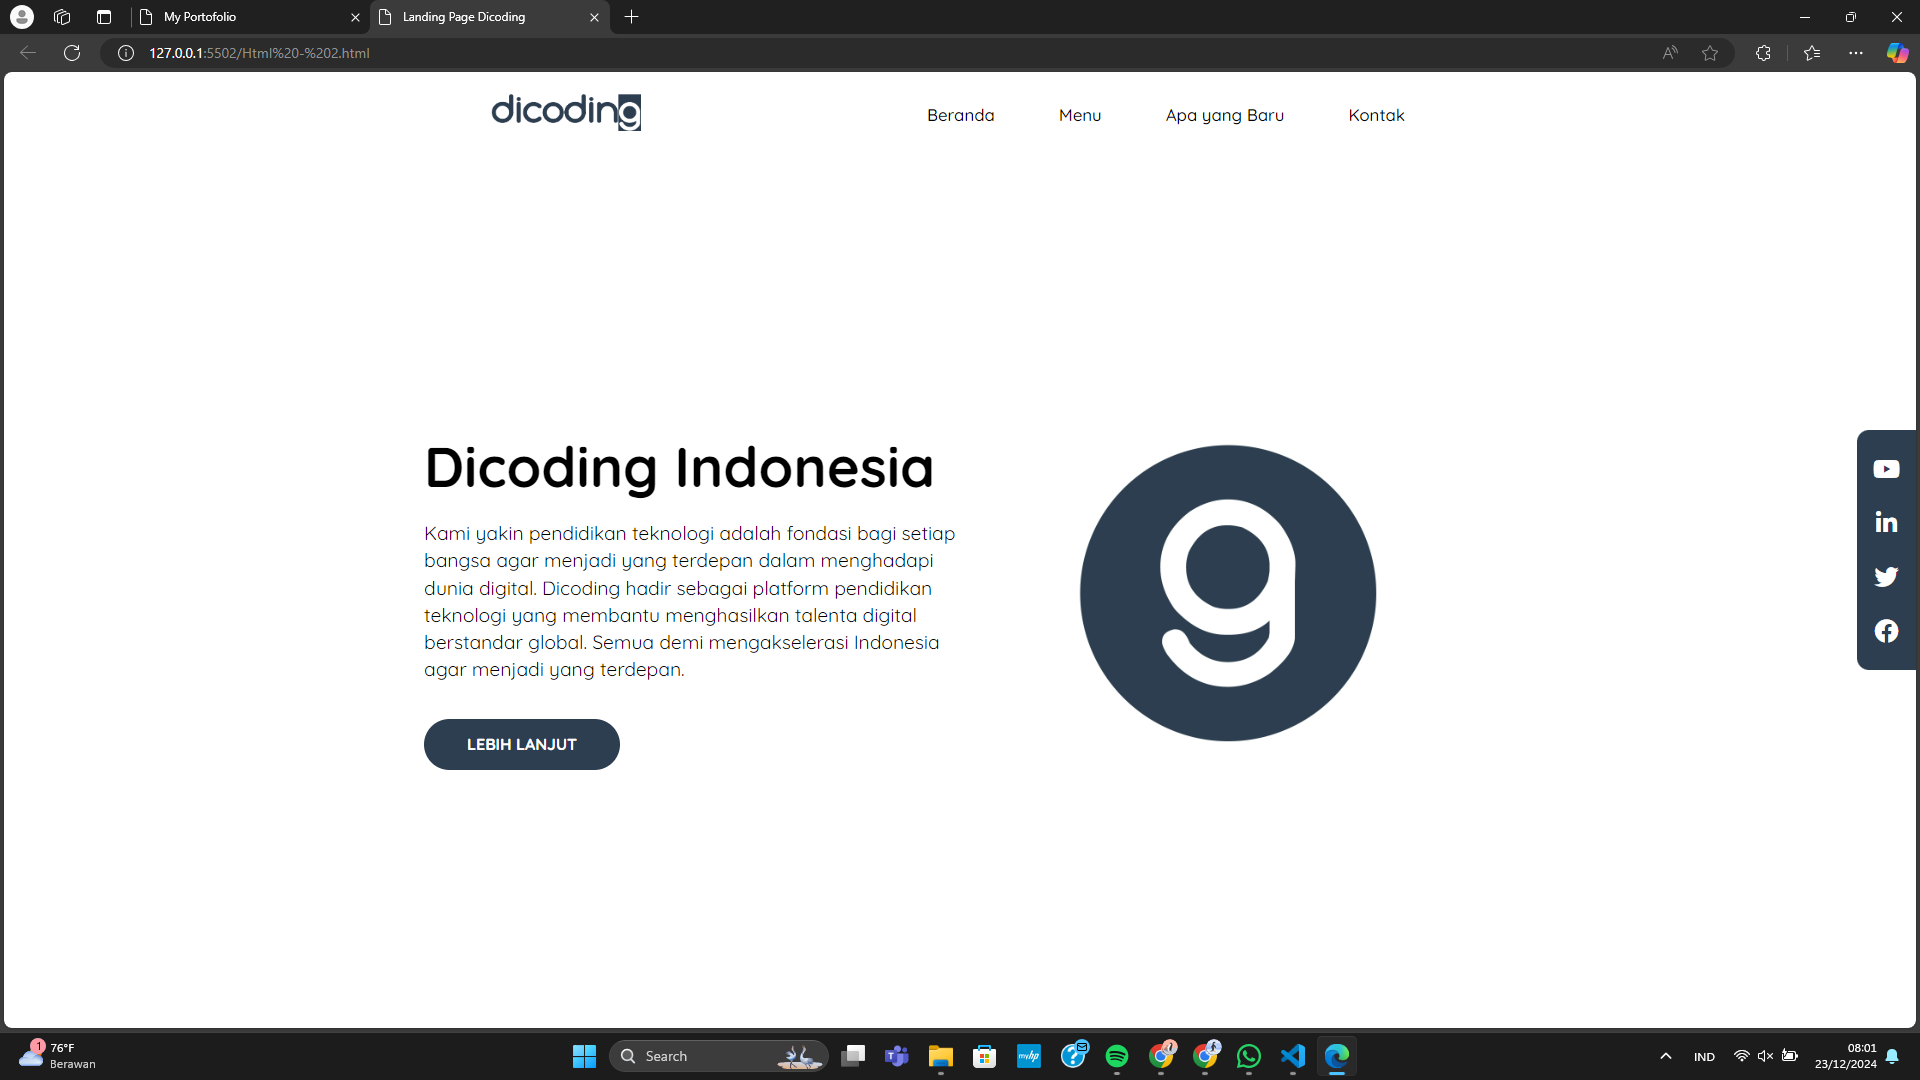 My Portofolio
Landing Page Dicoding
127.0.0.1:5502/Html%20-%202.html
dicoding
Beranda
Menu
Apa yang Baru
Kontak
Dicoding Indonesia
Kami yakin pendidikan teknologi adalah fondasi bagi setiap
bangsa agar menjadi yang terdepan dalam menghadapi
dunia digital. Dicoding hadir sebagai platform pendidikan
teknologi yang membantu menghasilkan talenta digital
berstandar global. Semua demi mengakselerasi Indonesia
agar menjadi yang terdepan.
LEBIH LANJUT
g
in
1
76°F
Berawan
Search
myhp
IND
08:01
23/12/2024